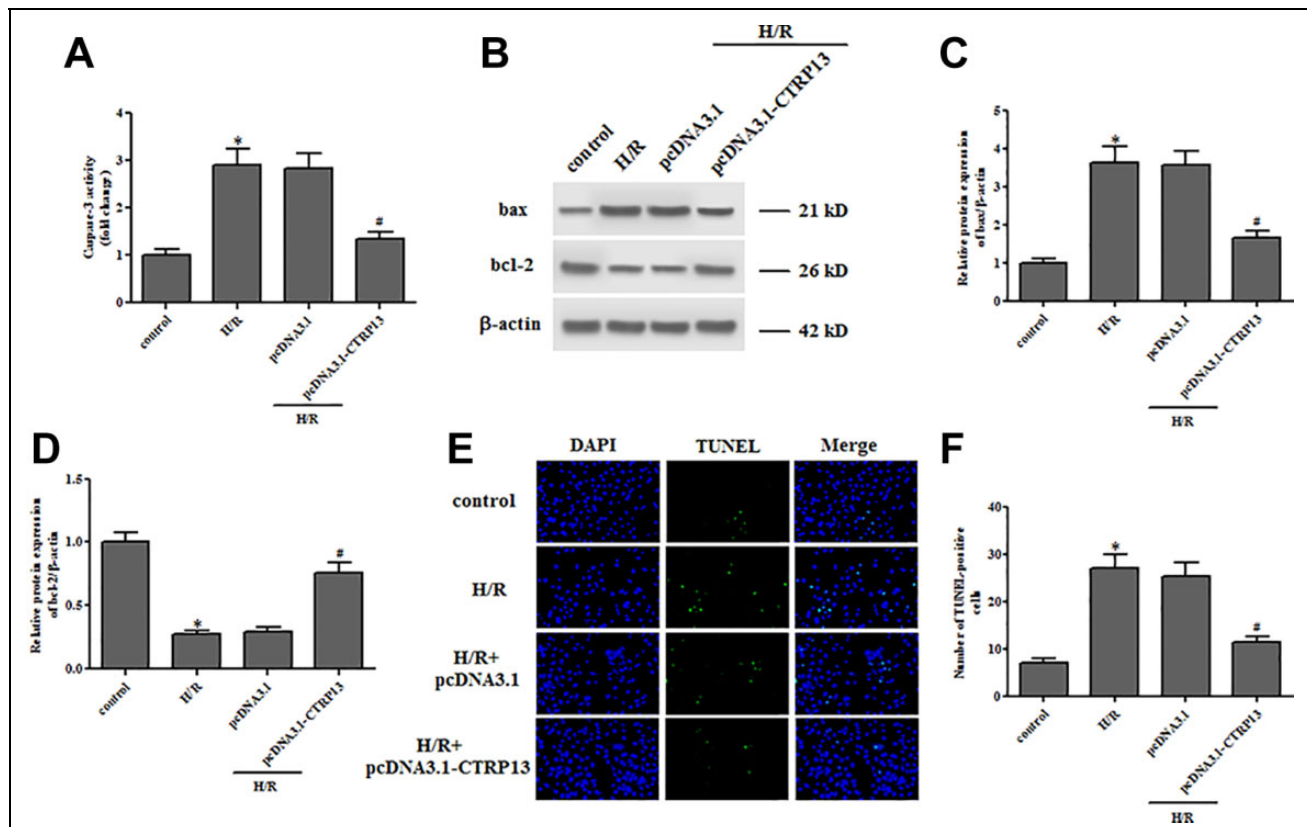 A
Caspase-3 activity
(fold change)
4
3
2
1
0
*
#
control
H/R
pcDNA3.1
pcDNA3.1-CTRP13
H/R
B
H/R
control
H/R
pcDNA3.1
pcDNA3.1-CTRP13
bax
21 kD
bcl-2
26 kD
β-actin
42 kD
C
Relative protein expression
of bax/β-actin
5
4
3
2
1
0
*
#
control
H/R
pcDNA3.1
pcDNA3.1-CTRP13
H/R
D
Relative protein expression
of bcl-2/β-actin
1.5
1.0
0.5
0.0
*
#
control
H/R
pcDNA3.1
pcDNA3.1-CTRP13
H/R
E
DAPI TUNEL Merge
control
H/R
H/R+
pcDNA3.1
H/R+
pcDNA3.1-CTRP13
F
Number of TUNEL-positive
cells
40
30
20
10
0
*
#
control
H/R
pcDNA3.1
pcDNA3.1-CTRP13
H/R